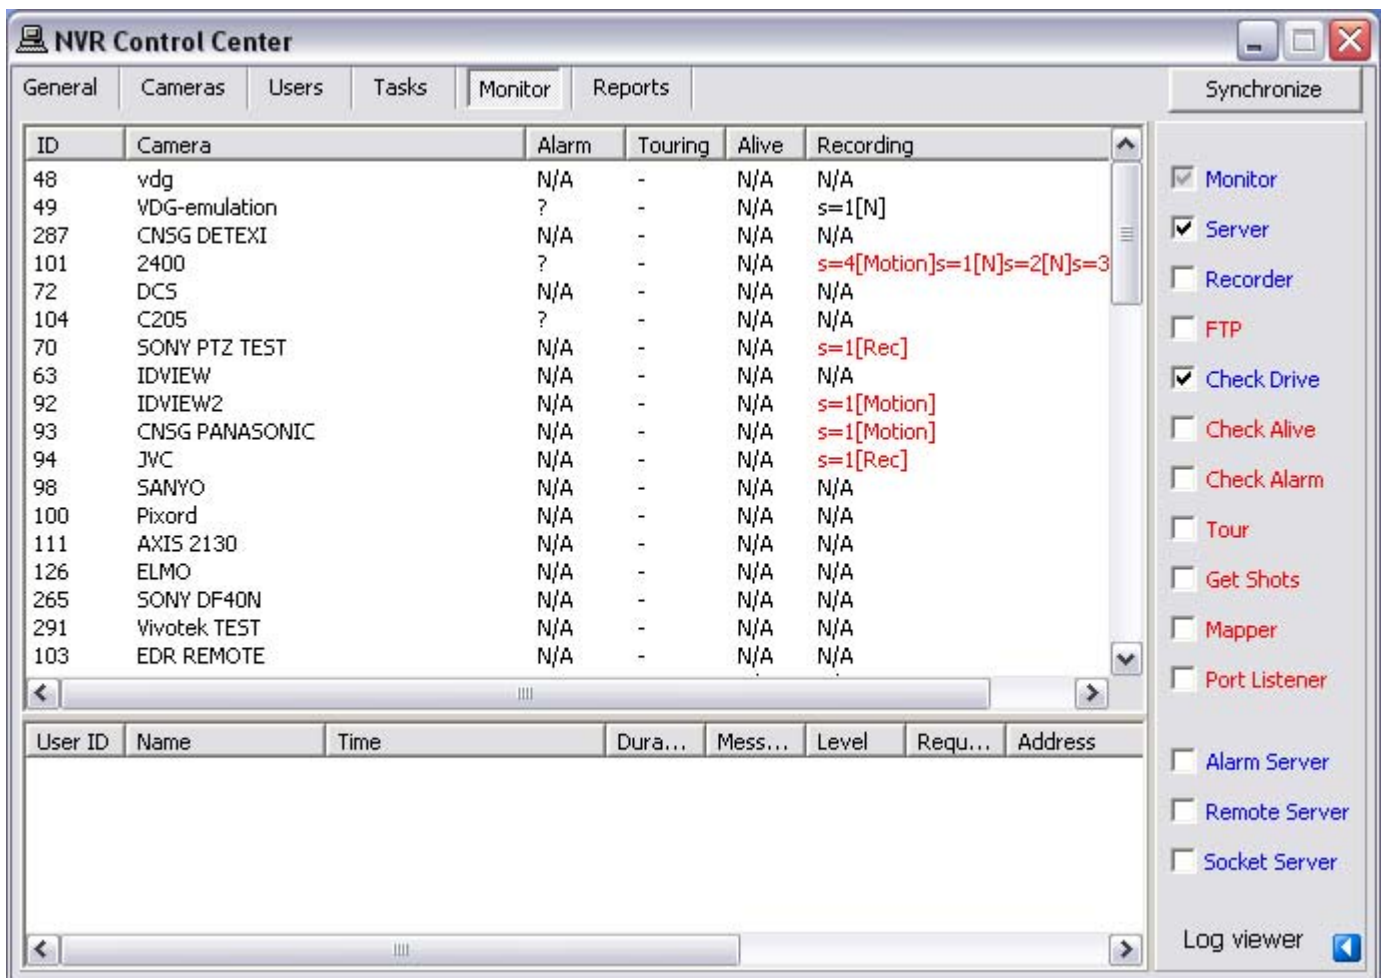 NVR Control Center
General Cameras Users Tasks Monitor Reports Synchronize
ID Camera Alarm Touring Alive Recording
48 vdg N/A - N/A N/A
49 VDG-emulation ? - N/A s=1[N]
287 CNSG DETEXI N/A - N/A N/A
101 2400 ? - N/A s=4[Motion]s=1[N]s=2[N]s=3
72 DCS N/A - N/A N/A
104 C205 ? - N/A N/A
70 SONY PTZ TEST N/A - N/A s=1[Rec]
63 IDVIEW N/A - N/A N/A
92 IDVIEW2 N/A - N/A s=1[Motion]
93 CNSG PANASONIC N/A - N/A s=1[Motion]
94 JVC N/A - N/A s=1[Rec]
98 SANYO N/A - N/A N/A
100 Pixord N/A - N/A N/A
111 AXIS 2130 N/A - N/A N/A
126 ELMO N/A - N/A N/A
265 SONY DF40N N/A - N/A N/A
291 Vivotek TEST N/A - N/A N/A
103 EDR REMOTE N/A - N/A N/A
User ID Name Time Dura... Mess... Level Requ... Address
Monitor
Server
Recorder
FTP
Check Drive
Check Alive
Check Alarm
Tour
Get Shots
Mapper
Port Listener
Alarm Server
Remote Server
Socket Server
Log viewer